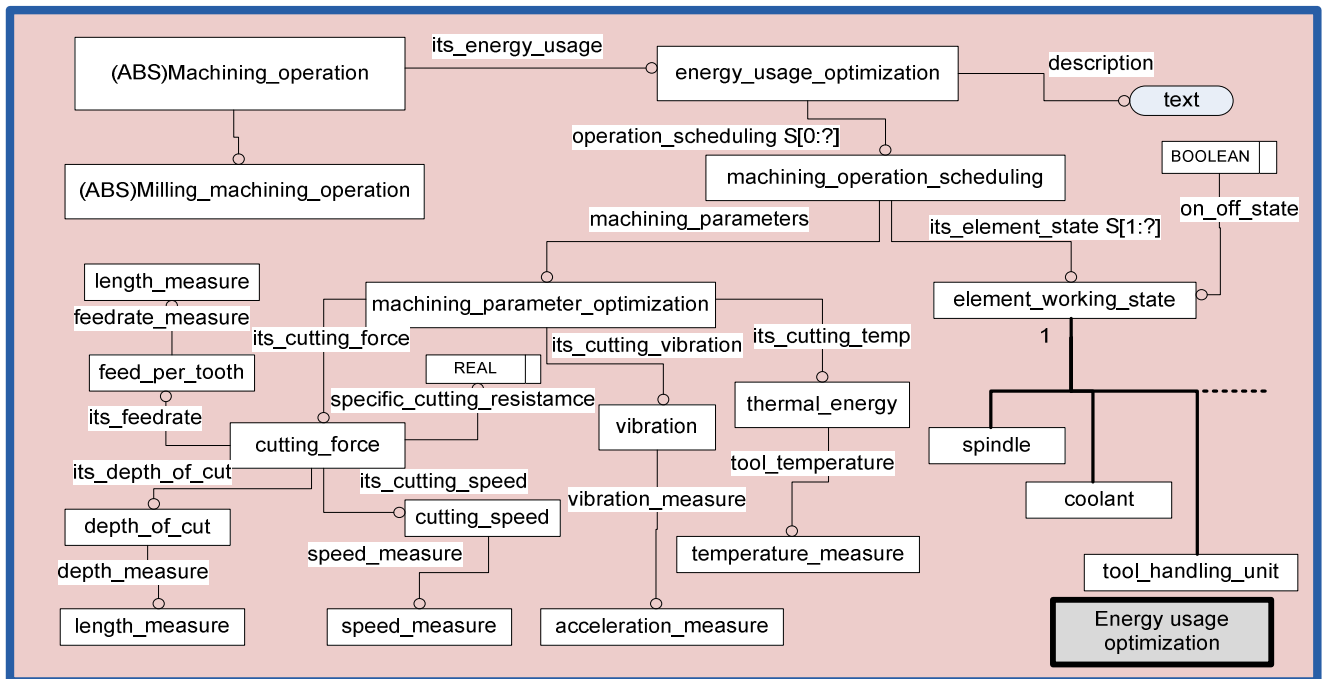 its_energy_usage
(ABS)Machining_operation
energy_usage_optimization
description
text
operation_scheduling S[0:?]
BOOLEAN
(ABS)Milling_machining_operation
machining_operation_scheduling
machining_parameters
its_element_state S[1:?]
on_off_state
length_measure
machining_parameter_optimization
element_working_state
feedrate_measure
its_cutting_force
its_cutting_vibration
its_cutting_temp
1
feed_per_tooth
REAL
specific_cutting_resistamce
thermal_energy
its_feedrate
cutting_force
vibration
spindle
its_depth_of_cut
its_cutting_speed
tool_temperature
vibration_measure
coolant
depth_of_cut
cutting_speed
speed_measure
temperature_measure
depth_measure
tool_handling_unit
length_measure
speed_measure
acceleration_measure
Energy usage
optimization